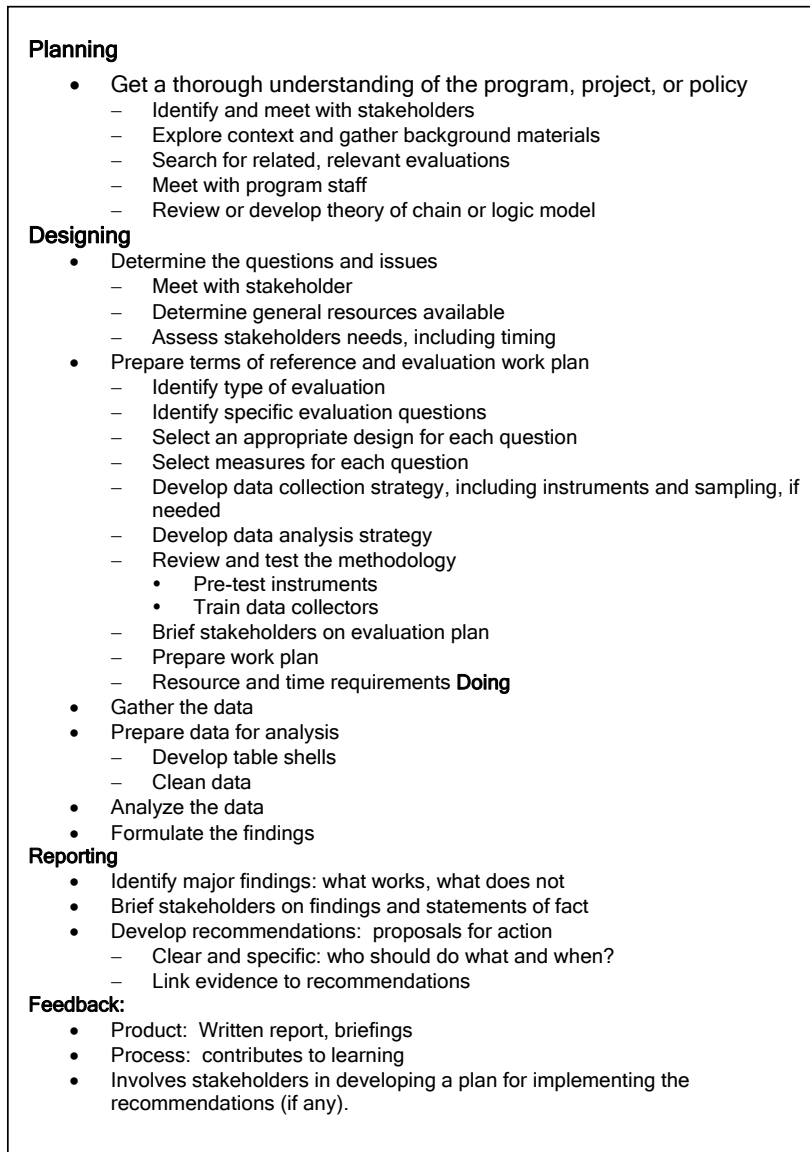 Planning
• Get a thorough understanding of the program, project, or policy
– Identify and meet with stakeholders
– Explore context and gather background materials
– Search for related, relevant evaluations
– Meet with program staff
– Review or develop theory of chain or logic model
Designing
• Determine the questions and issues
– Meet with stakeholder
– Determine general resources available
– Assess stakeholders needs, including timing
• Prepare terms of reference and evaluation work plan
– Identify type of evaluation
– Identify specific evaluation questions
– Select an appropriate design for each question
– Select measures for each question
– Develop data collection strategy, including instruments and sampling, if
needed
– Develop data analysis strategy
– Review and test the methodology
• Pre-test instruments
• Train data collectors
– Brief stakeholders on evaluation plan
– Prepare work plan
– Resource and time requirements Doing
• Gather the data
• Prepare data for analysis
– Develop table shells
– Clean data
• Analyze the data
• Formulate the findings
Reporting
• Identify major findings: what works, what does not
• Brief stakeholders on findings and statements of fact
• Develop recommendations:  proposals for action
– Clear and specific: who should do what and when?
– Link evidence to recommendations
Feedback:
• Product:  Written report, briefings
• Process:  contributes to learning
• Involves stakeholders in developing a plan for implementing the
recommendations (if any).